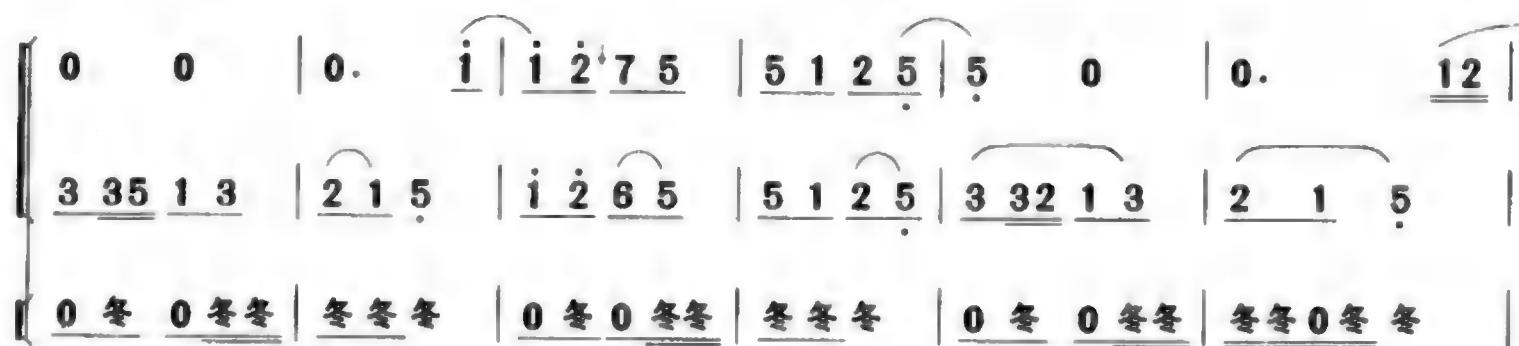 0 0 | 0. i̇ | i̇ 2̇ 7 5 | 5 1 2 5̣ | 5̣ 0 | 0. 12 |
3 35 1 3 | 2 1 5̣ | i̇ 2̇ 6 5 | 5 1 2 5̣ | 3 32 1 3 | 2 1 5̣ |
0 冬 0 冬冬 | 冬 冬 冬 | 0 冬 0 冬冬 | 冬 冬 冬 | 0 冬 0 冬冬 | 冬冬0冬 冬 |